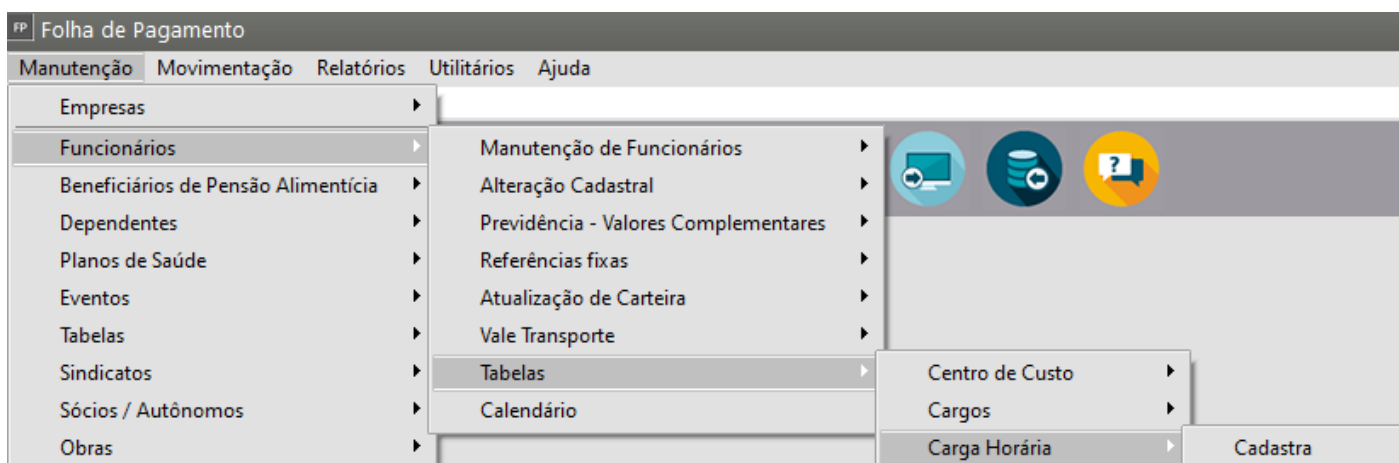 FP Folha de Pagamento
Manutenção Movimentação Relatórios Utilitários Ajuda
Empresas
Funcionários
Beneficiários de Pensão Alimentícia
Dependentes
Planos de Saúde
Eventos
Tabelas
Sindicatos
Sócios / Autônomos
Obras
Manutenção de Funcionários
Alteração Cadastral
Previdência - Valores Complementares
Referências fixas
Atualização de Carteira
Vale Transporte
Tabelas
Calendário
Centro de Custo
Cargos
Carga Horária
Cadastra
?